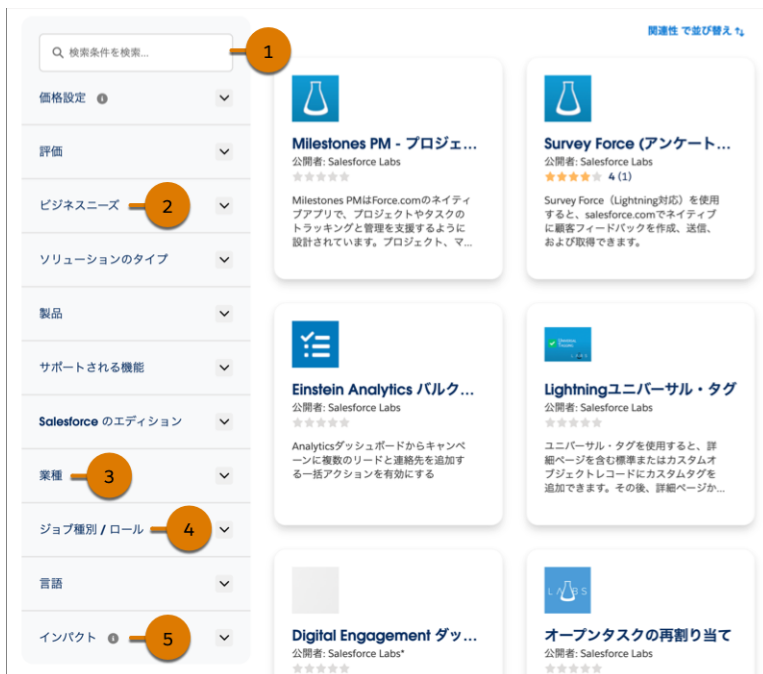 検索条件を検索...
1
価格設定
評価
ビジネスニーズ
2
ソリューションのタイプ
製品
サポートされる機能
Salesforce のエディション
業種
3
ジョブ種別 / ロール
4
言語
インパクト
5
関連性 で並び替え
Milestones PM - プロジェ...
公開者: Salesforce Labs
Milestones PMはForce.comのネイティ
ブアプリで、プロジェクトやタスクの
トラッキングと管理を支援するように
設計されています。プロジェクト、マ...
Survey Force (アンケート...
公開者: Salesforce Labs
4 (1)
Survey Force（Lightning対応）を使用
すると、salesforce.comでネイティブ
に顧客フィードバックを作成、送信、
および取得できます。
Einstein Analytics バルク...
公開者: Salesforce Labs
Analyticsダッシュボードからキャンペ
ーンに複数のリードと連絡先を追加す
る一括アクションを有効にする
LABS
Lightningユニバーサル・タグ
公開者: Salesforce Labs
ユニバーサル・タグを使用すると、詳
細ページを含む標準またはカスタムオ
ブジェクトレコードにカスタムタグを
追加できます。その後、詳細ページか...
Digital Engagement ダッ...
公開者: Salesforce Labs*
LABS
オープンタスクの再割り当て
公開者: Salesforce Labs